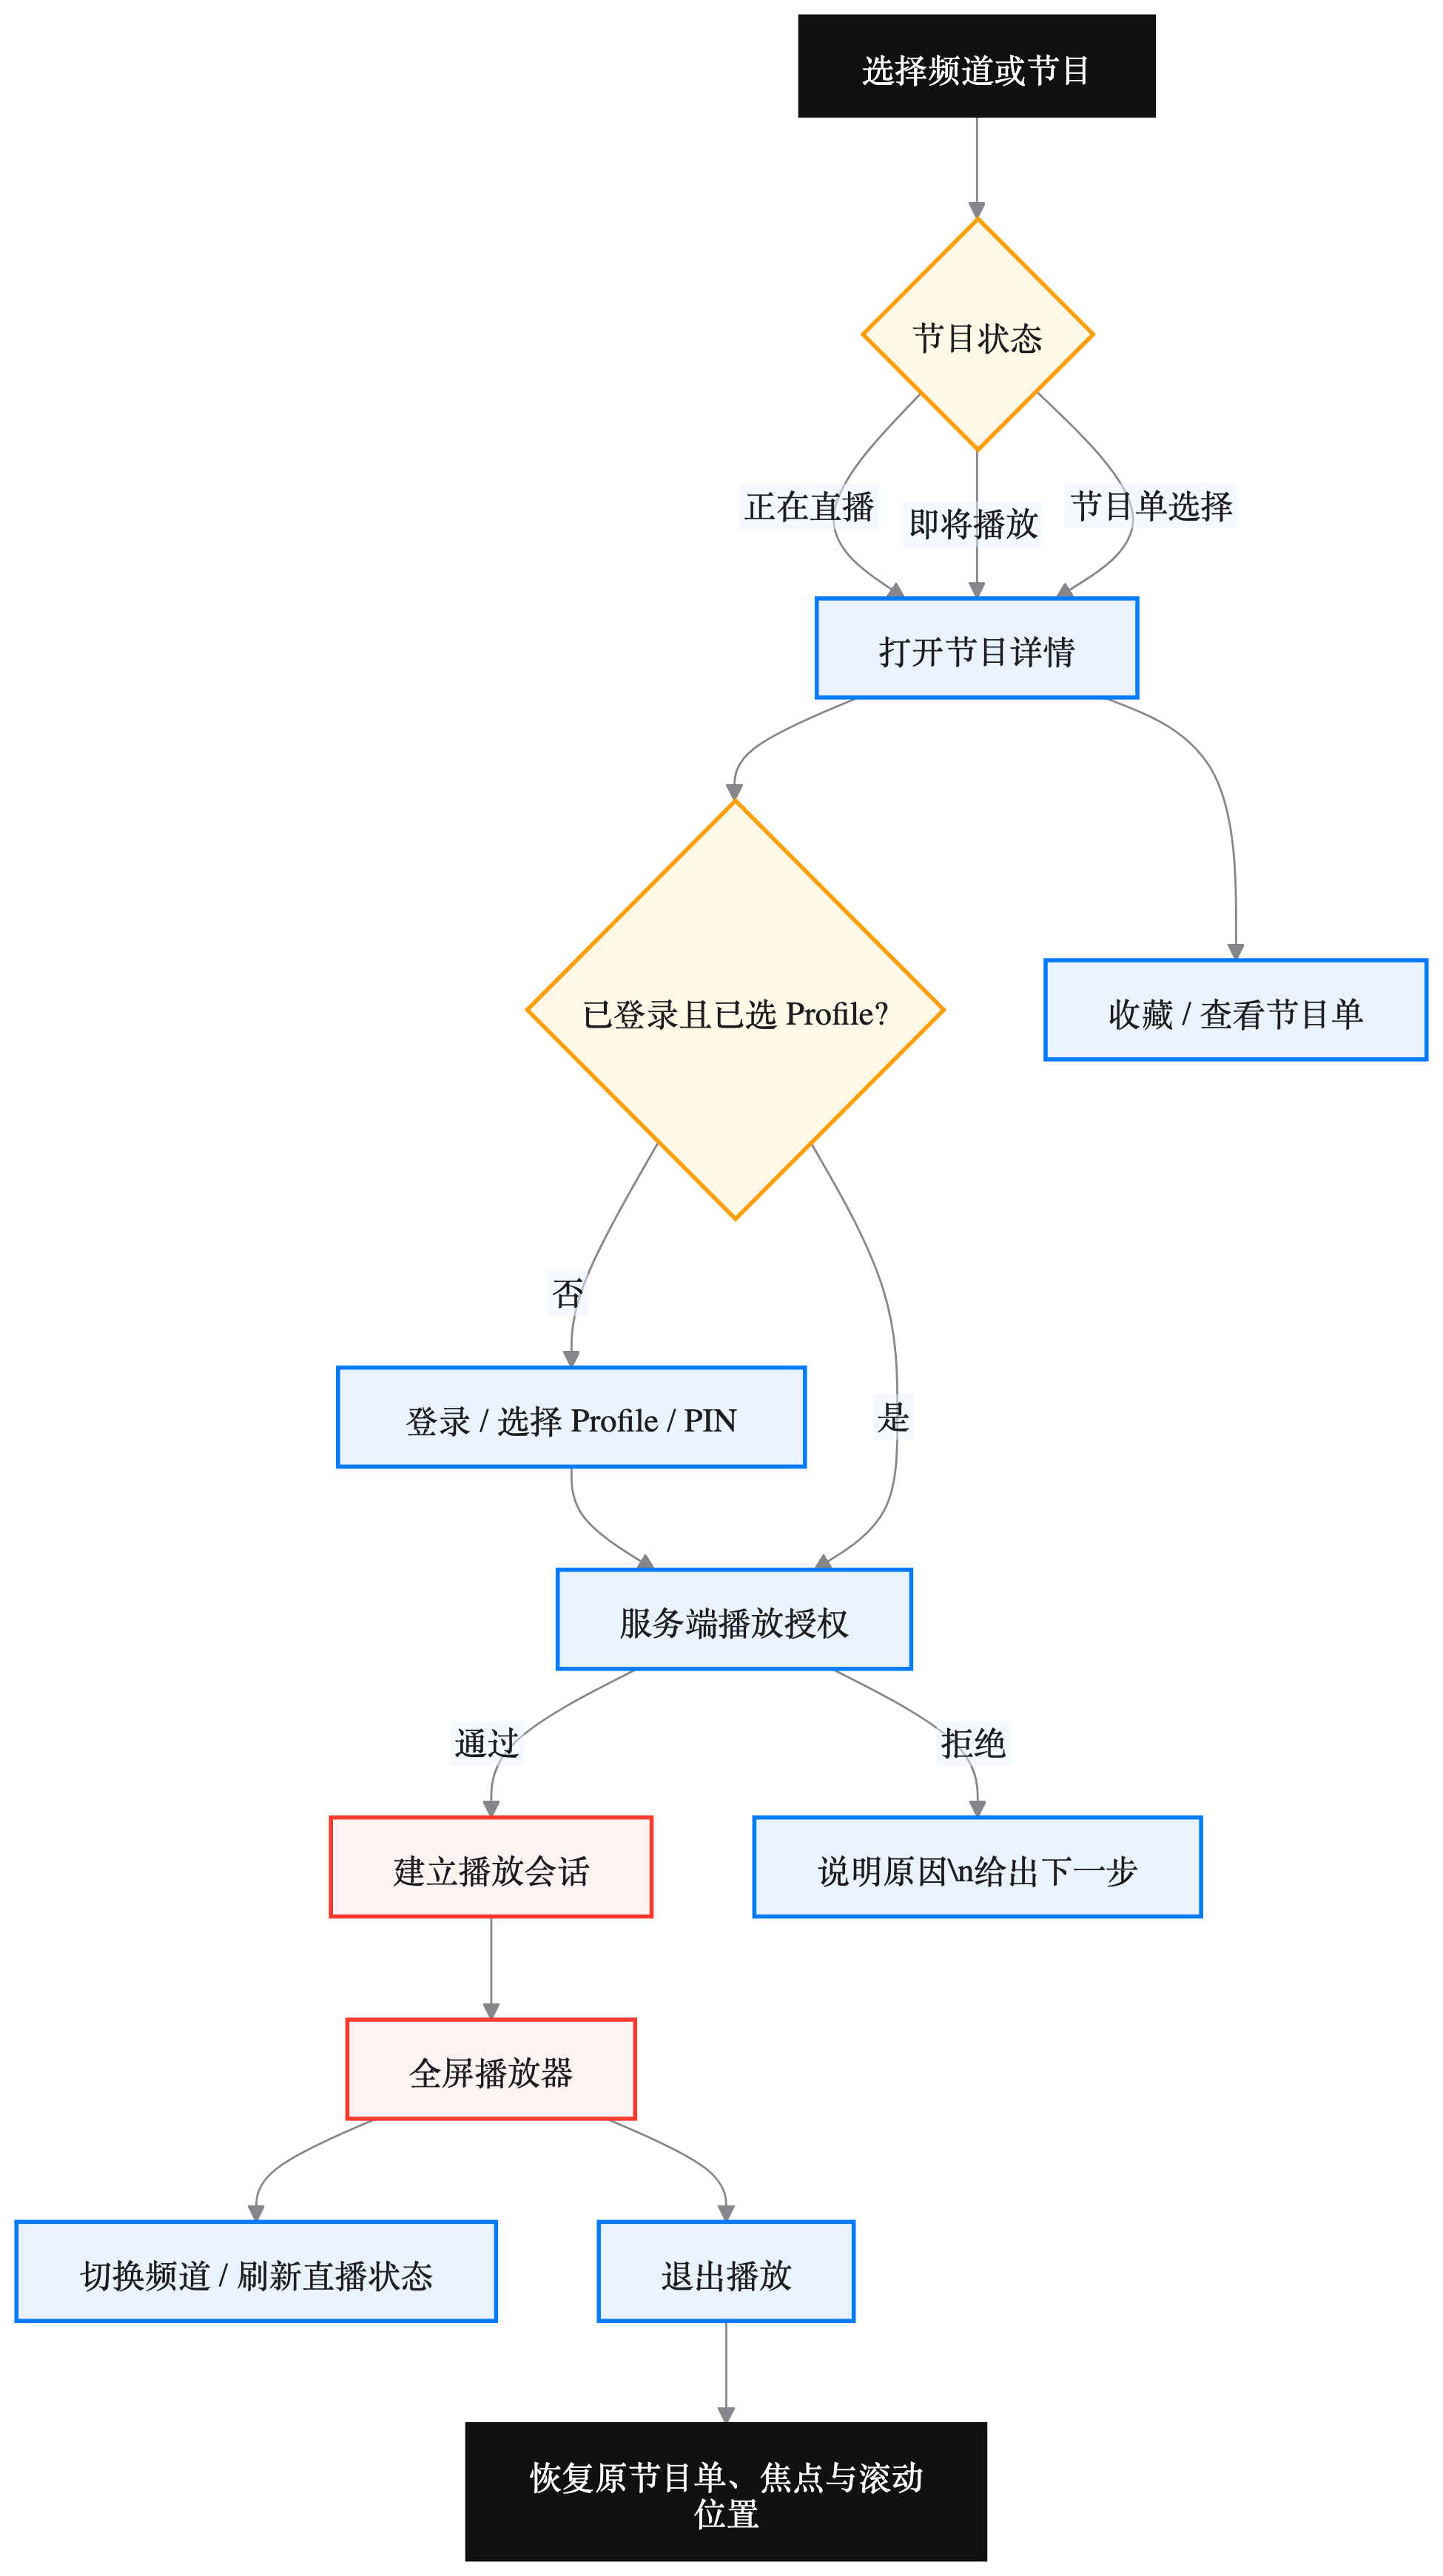 选择频道或节目
节目状态
正在直播
即将播放
节目单选择
打开节目详情
已登录且已选 Profile?
收藏 / 查看节目单
否
登录 / 选择 Profile / PIN
是
服务端播放授权
通过
拒绝
建立播放会话
说明原因\n给出下一步
全屏播放器
切换频道 / 刷新直播状态
退出播放
恢复原节目单、焦点与滚动
位置